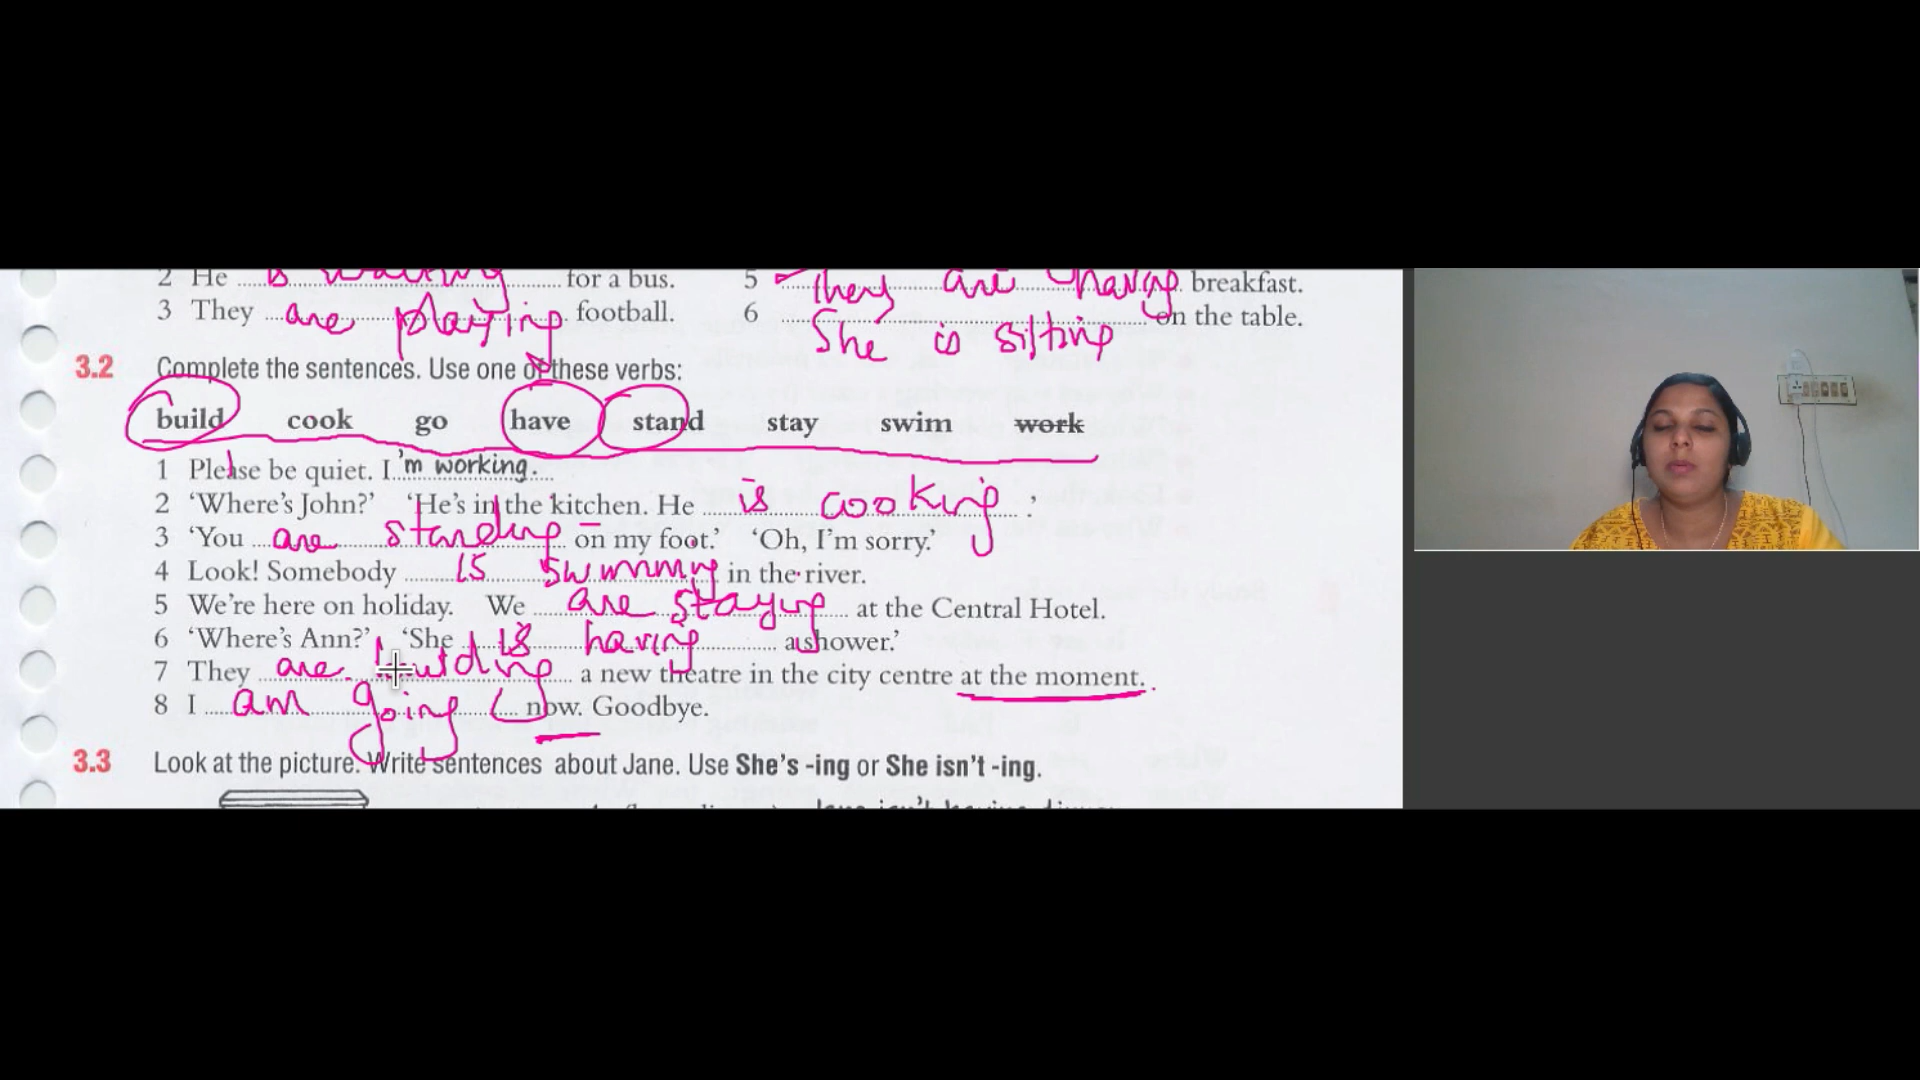 2 He is waiting for a bus.
3 They are playing football.
5 They are having breakfast.
6 She is sitting on the table.
3.2 Complete the sentences. Use one of these verbs:
build cook go have stand stay swim work
1 Please be quiet. I 'm working.
2 ‘Where’s John?’ ‘He’s in the kitchen. He is cooking .’
3 ‘You are standing on my foot.’ ‘Oh, I’m sorry.’
4 Look! Somebody is swimming in the river.
5 We’re here on holiday. We are staying at the Central Hotel.
6 ‘Where’s Ann?’ ‘She is having a shower.’
7 They are building a new theatre in the city centre at the moment.
8 I am going now. Goodbye.
3.3 Look at the picture. Write sentences about Jane. Use She’s -ing or She isn’t -ing.